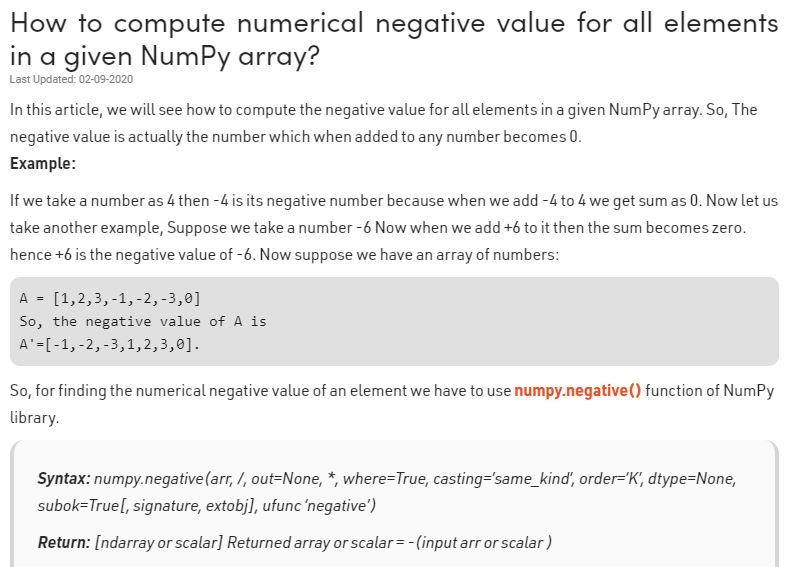 How to compute numerical negative value for all elements
in a given NumPy array?
Last Updated: 02-09-2020
In this article, we will see how to compute the negative value for all elements in a given NumPy array. So, The
negative value is actually the number which when added to any number becomes 0.
Example:
If we take a number as 4 then -4 is its negative number because when we add -4 to 4 we get sum as 0. Now let us
take another example, Suppose we take a number -6 Now when we add +6 to it then the sum becomes zero.
hence +6 is the negative value of -6. Now suppose we have an array of numbers:
A = [1,2,3,-1,-2,-3,0]
So, the negative value of A is
A'=[-1,-2,-3,1,2,3,0].
So, for finding the numerical negative value of an element we have to use numpy.negative() function of NumPy
library.
Syntax: numpy.negative(arr, /, out=None, *, where=True, casting='same_kind', order='K', dtype=None,
subok=True[, signature, extobj], ufunc 'negative')
Return: [ndarray or scalar] Returned array or scalar = -(input arr or scalar )